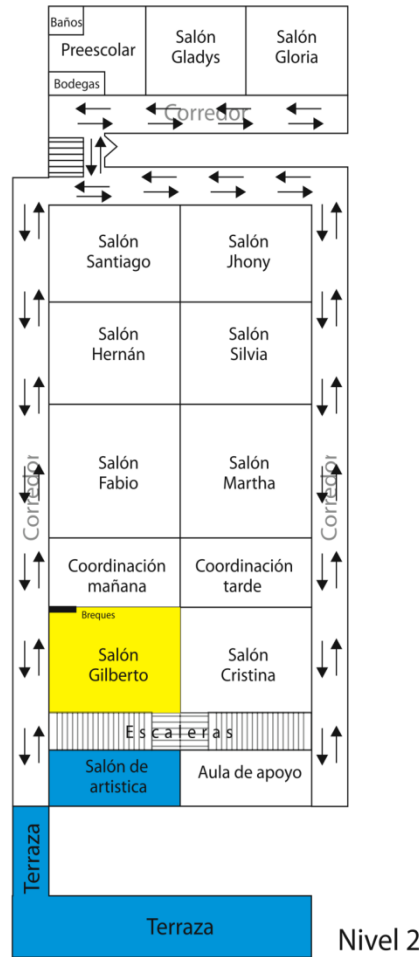 Baños
Preescolar
Bodegas
Salón
Gladys
Salón
Gloria
Corredor
Salón
Santiago
Salón
Jhony
Salón
Hernán
Salón
Silvia
Salón
Fabio
Salón
Martha
Corredor
Corredor
Coordinación
mañana
Coordinación
tarde
Breques
Salón
Gilberto
Salón
Cristina
Escaleras
Salón de
artistica
Aula de apoyo
Terraza
Terraza
Nivel 2